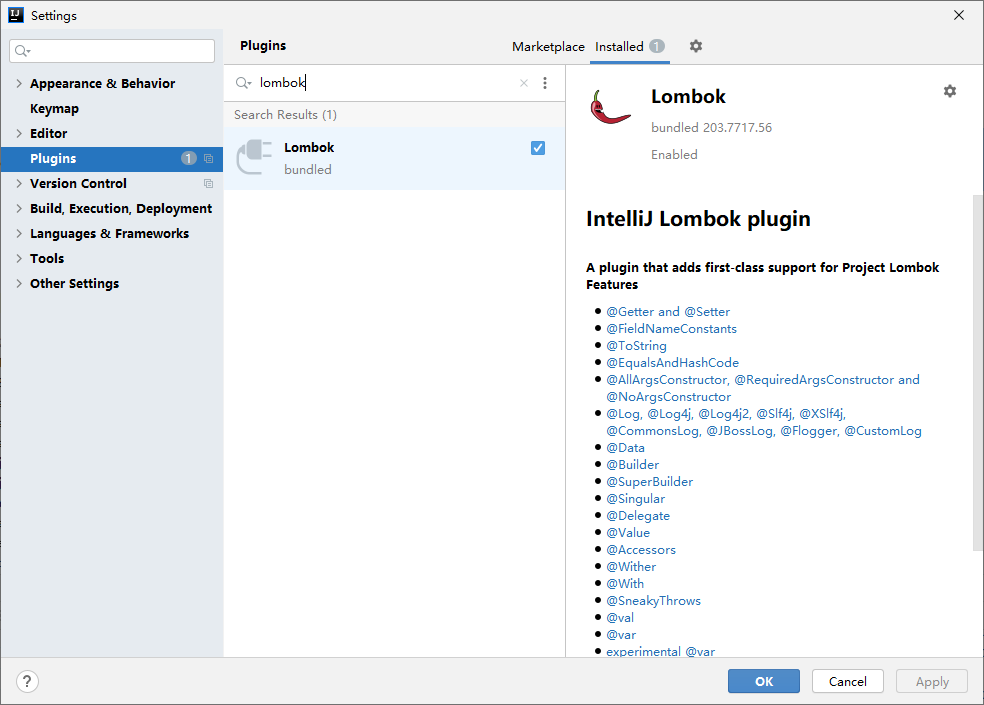 Settings
Appearance & Behavior
Keymap
Editor
Plugins 1
Version Control
Build, Execution, Deployment
Languages & Frameworks
Tools
Other Settings
Plugins Marketplace Installed 1
lombok
Search Results (1)
Lombok
bundled
Lombok
bundled 203.7717.56
Enabled
IntelliJ Lombok plugin
A plugin that adds first-class support for Project Lombok
Features
@Getter and @Setter
@FieldNameConstants
@ToString
@EqualsAndHashCode
@AllArgsConstructor, @RequiredArgsConstructor and
@NoArgsConstructor
@Log, @Log4j, @Log4j2, @Slf4j, @XSlf4j,
@CommonsLog, @JBossLog, @Flogger, @CustomLog
@Data
@Builder
@SuperBuilder
@Singular
@Delegate
@Value
@Accessors
@Wither
@With
@SneakyThrows
@val
@var
experimental @var
? OK Cancel Apply